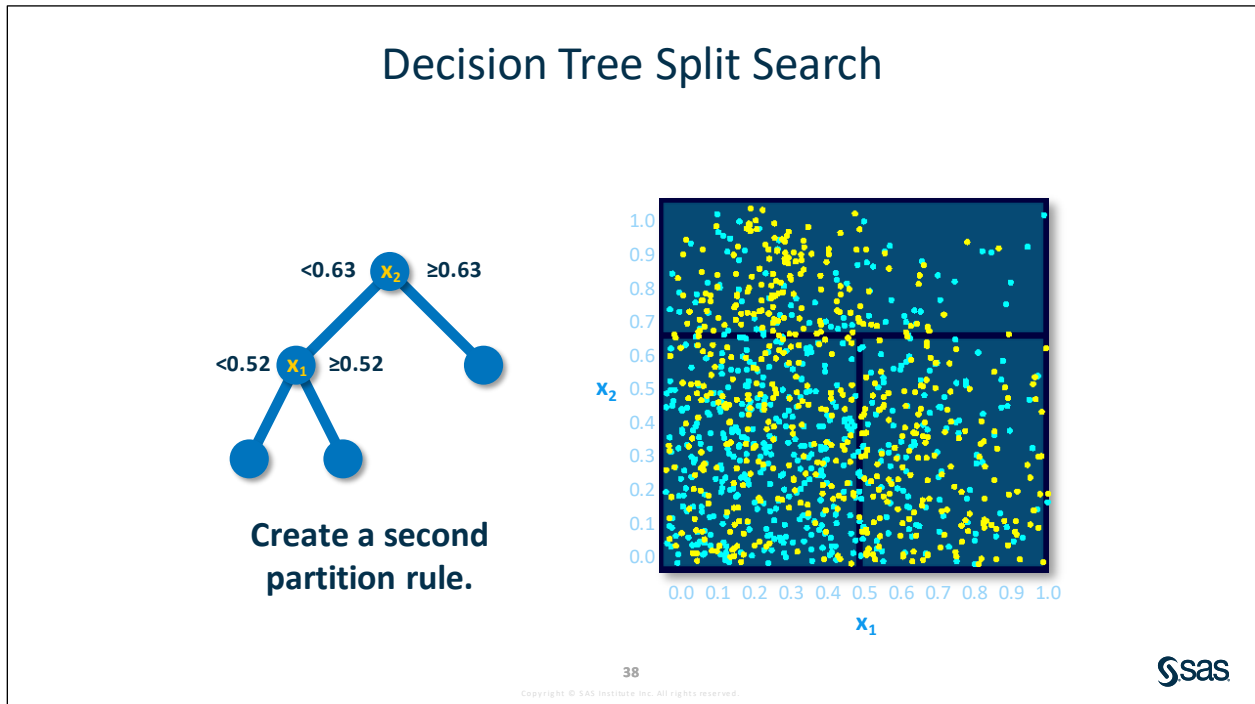 Decision Tree Split Search
<0.63 x2 ≥0.63
<0.52 x1 ≥0.52
Create a second
partition rule.
1.0
0.9
0.8
0.7
0.6
x2 0.5
0.4
0.3
0.2
0.1
0.0
0.0 0.1 0.2 0.3 0.4 0.5 0.6 0.7 0.8 0.9 1.0
x1
38
Copyright © SAS Institute Inc. All rights reserved.
sas